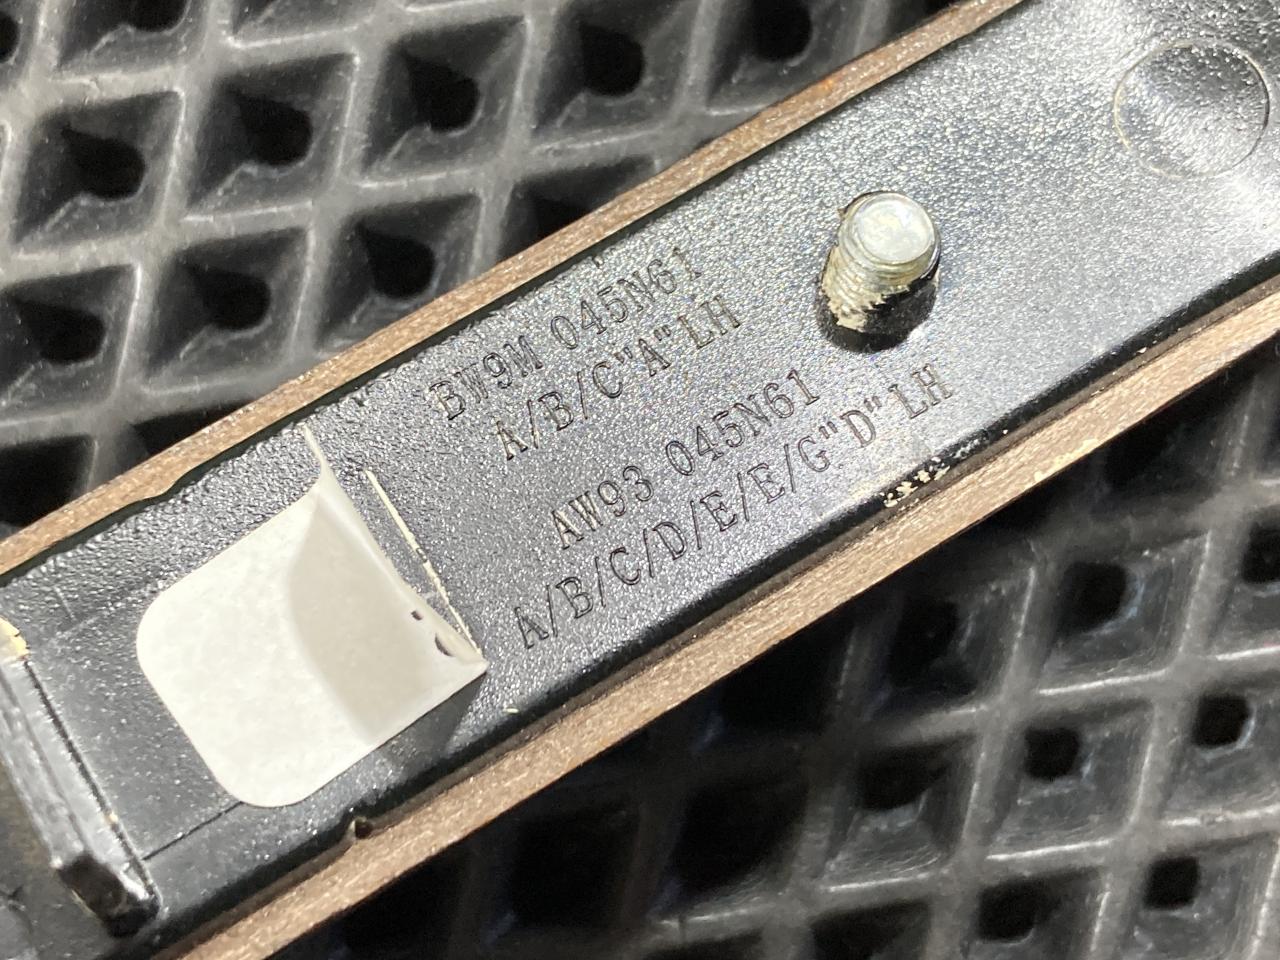 BW9M 045N61
A/B/C"A"LH
AW93 045N61
A/B/C/D/E/E/G"D"LH